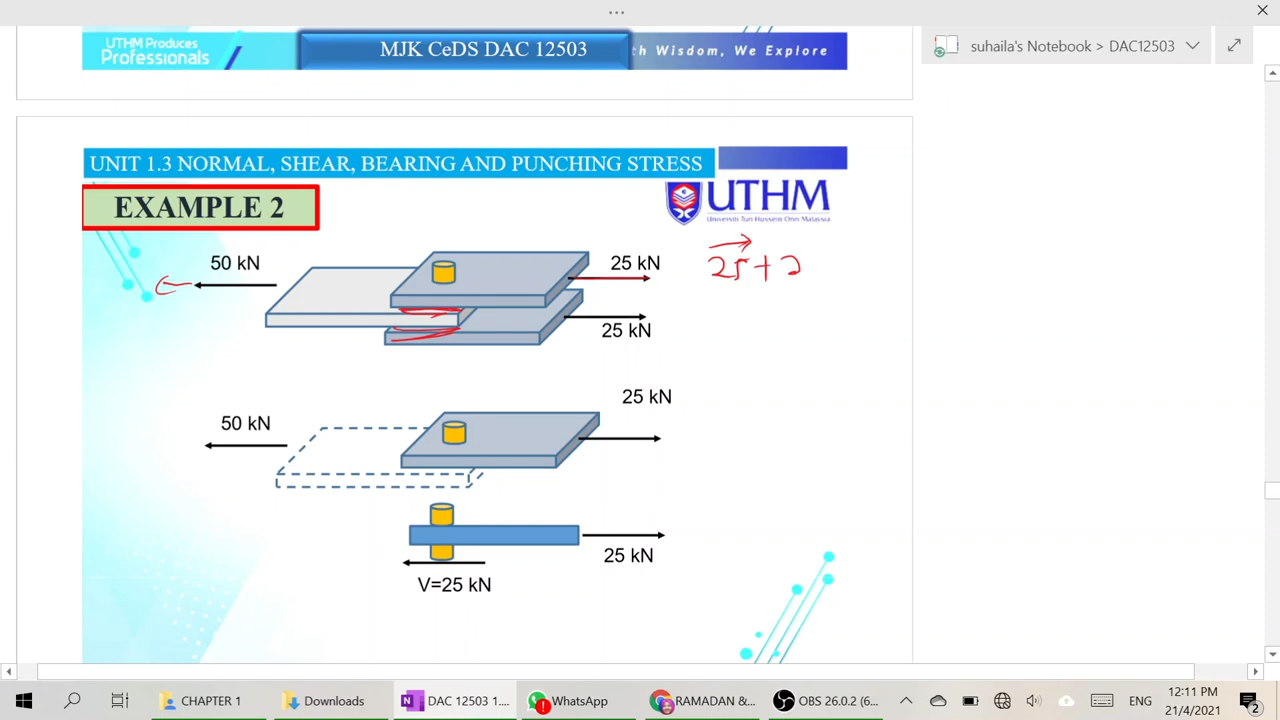 UTHM Produces
Professionals
MJK CeDS DAC 12503
th Wisdom, We Explore
suhaila's Notebook > DAC12503
UNIT 1.3 NORMAL, SHEAR, BEARING AND PUNCHING STRESS
EXAMPLE 2
UTHM
Universiti Tun Hussein Onn Malaysia
50 kN
25 kN
25 + 2
25 kN
25 kN
50 kN
25 kN
V=25 kN
CHAPTER 1
Downloads
DAC 12503 1....
WhatsApp
RAMADAN &...
OBS 26.0.2 (6...
ENG
12:11 PM
21/4/2021
2